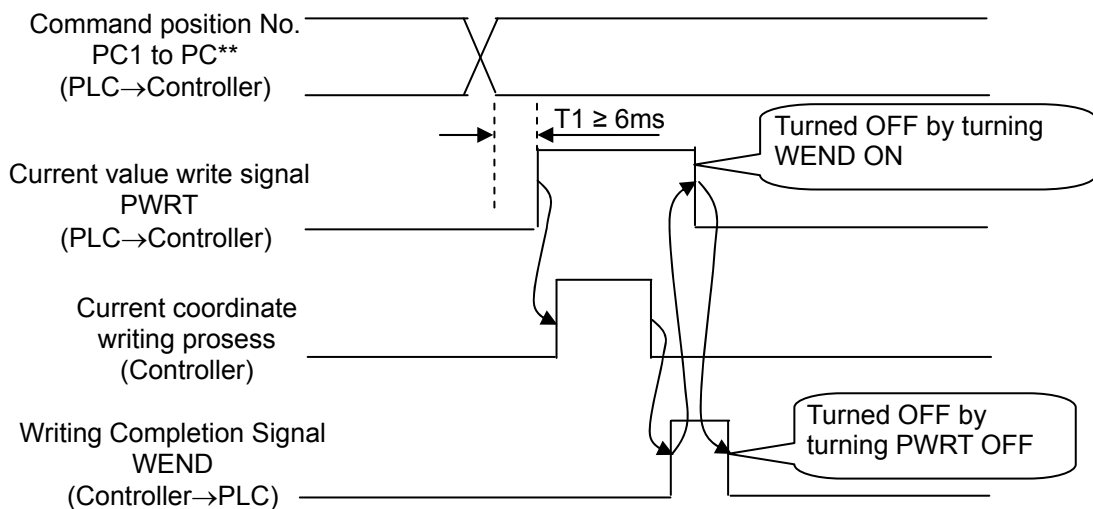 Command position No.
PC1 to PC**
(PLC→Controller)
T1 ≥ 6ms
Turned OFF by turning
WEND ON
Current value write signal
PWRT
(PLC→Controller)
Current coordinate
writing prosess
(Controller)
Turned OFF by
turning PWRT OFF
Writing Completion Signal
WEND
(Controller→PLC)